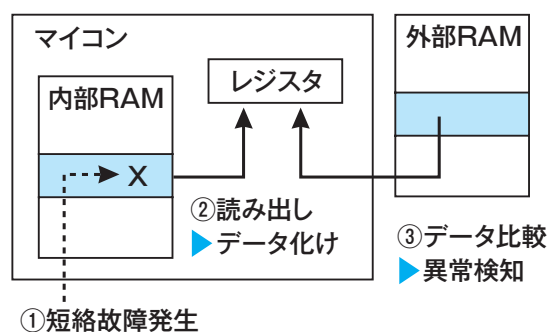 マイコン
外部RAM
レジスタ
内部RAM
X
②読み出し
▶データ化け
③データ比較
▶異常検知
①短絡故障発生